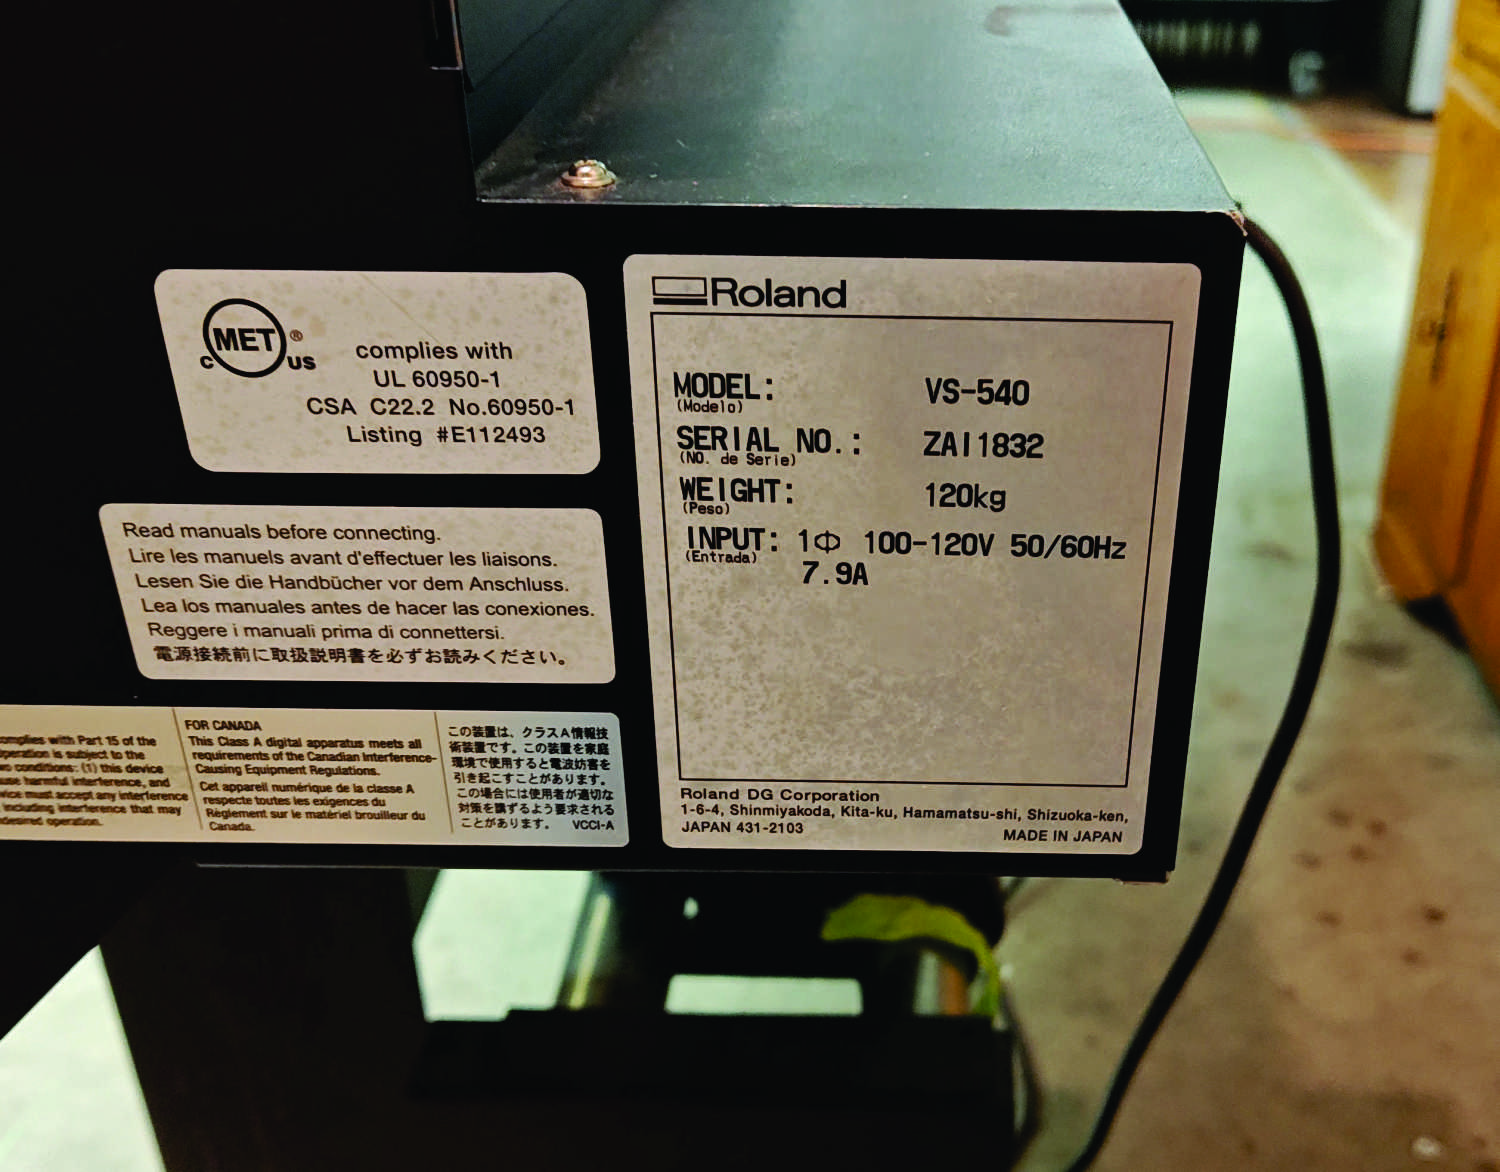 Roland
MODEL: VS-540
(Modelo)
SERIAL NO.: ZAI1832
(NO. de Serie)
WEIGHT: 120kg
(Peso)
INPUT: 1Φ 100-120V 50/60Hz
(Entrada) 7.9A
Roland DG Corporation
1-6-4, Shinmiyakoda, Kita-ku, Hamamatsu-shi, Shizuoka-ken,
JAPAN 431-2103 MADE IN JAPAN
MET ®
C US
complies with
UL 60950-1
CSA C22.2 No.60950-1
Listing #E112493
Read manuals before connecting.
Lire les manuels avant d'effectuer les liaisons.
Lesen Sie die Handbücher vor dem Anschluss.
Lea los manuales antes de hacer las conexiones.
Reggere i manuali prima di connettersi.
電源接続前に取扱説明書を必ずお読みください。
complies with Part 15 of the
operation is subject to the
conditions: (1) this device
harmful interference, and
must accept any interference
including interference that may
undesired operation.
FOR CANADA
This Class A digital apparatus meets all
requirements of the Canadian Interference-
Causing Equipment Regulations.
Cet appareil numérique de la classe A
respecte toutes les exigences du
Règlement sur le matériel brouilleur du
Canada.
この装置は、クラスA情報技
術装置です。この装置を家庭
環境で使用すると電波妨害を
引き起こすことがあります。
この場合には使用者が適切な
対策を講ずるよう要求される
ことがあります。 VCCI-A